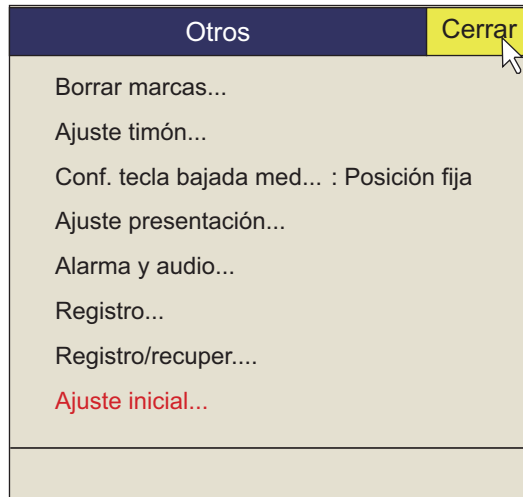 Otros Cerrar
Borrar marcas...
Ajuste timón...
Conf. tecla bajada med... : Posición fija
Ajuste presentación...
Alarma y audio...
Registro...
Registro/recuper....
Ajuste inicial...